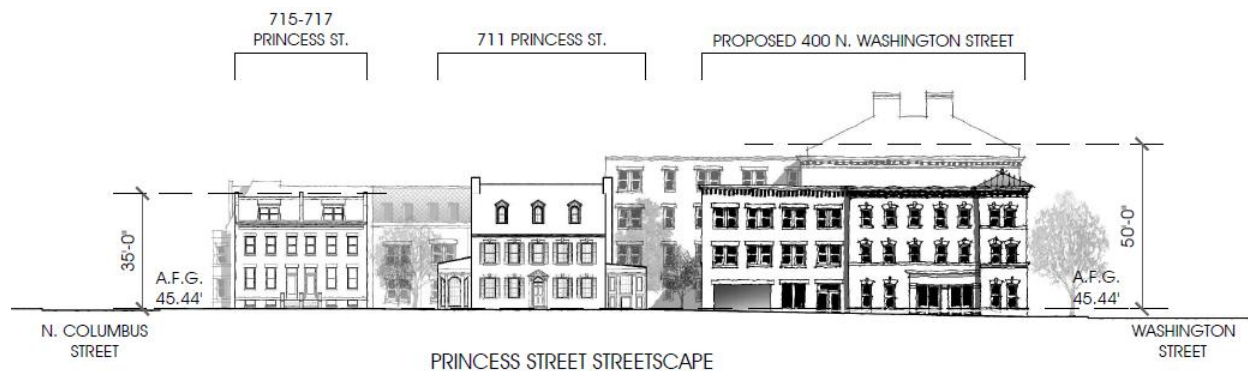 715-717
PRINCESS ST.
711 PRINCESS ST.
PROPOSED 400 N. WASHINGTON STREET
35'-0"
50'-0"
A.F.G.
45.44'
A.F.G.
45.44'
N. COLUMBUS
STREET
WASHINGTON
STREET
PRINCESS STREET STREETSCAPE